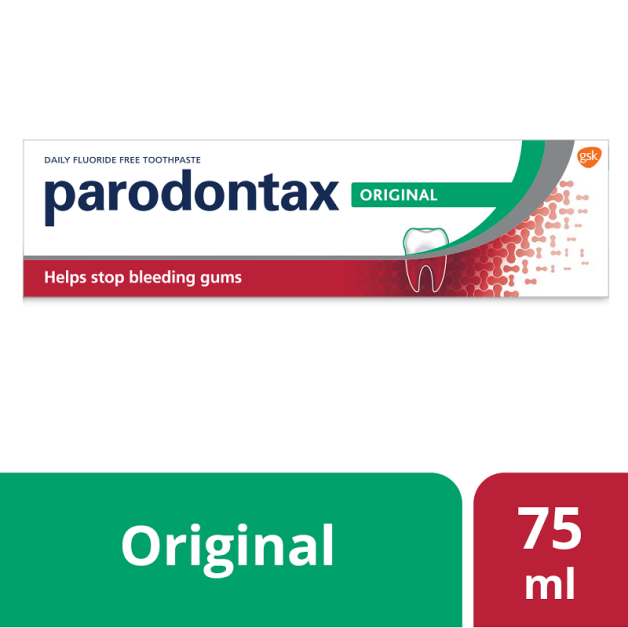 DAILY FLUORIDE FREE TOOTHPASTE
parodontax ORIGINAL
gsk
Helps stop bleeding gums
Original
75
ml